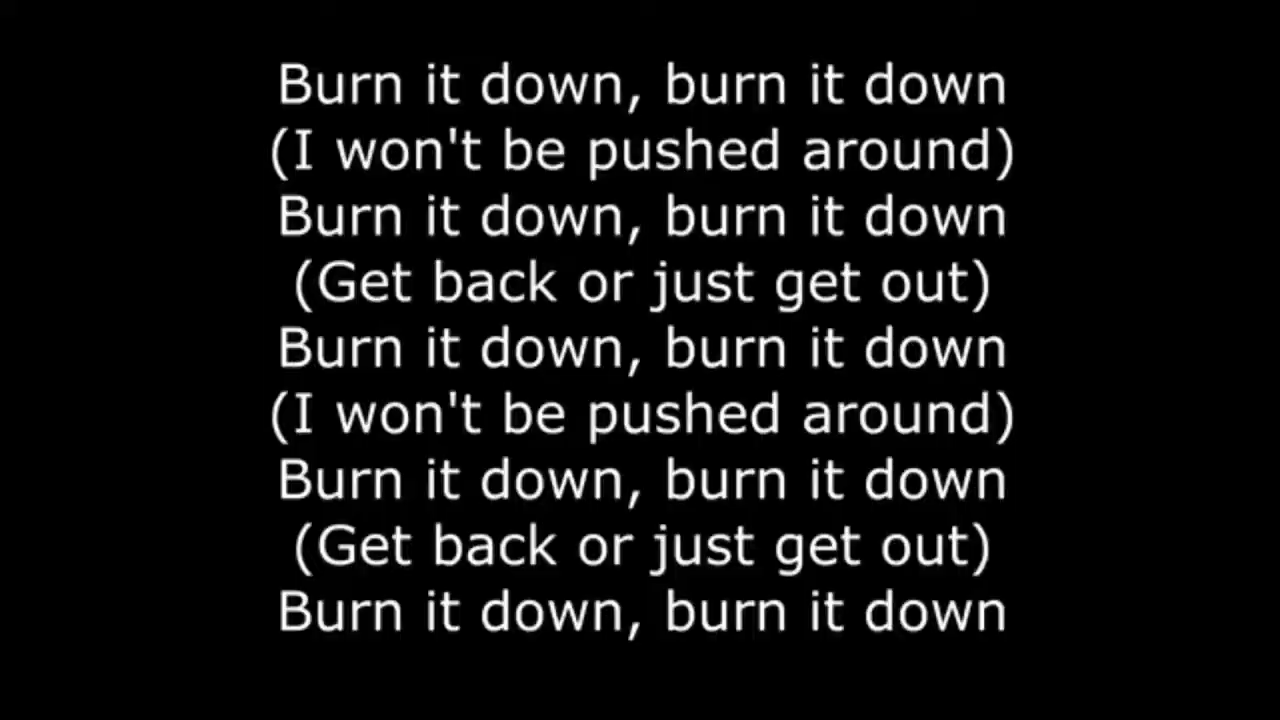 Burn it down, burn it down
(I won't be pushed around)
Burn it down, burn it down
(Get back or just get out)
Burn it down, burn it down
(I won't be pushed around)
Burn it down, burn it down
(Get back or just get out)
Burn it down, burn it down